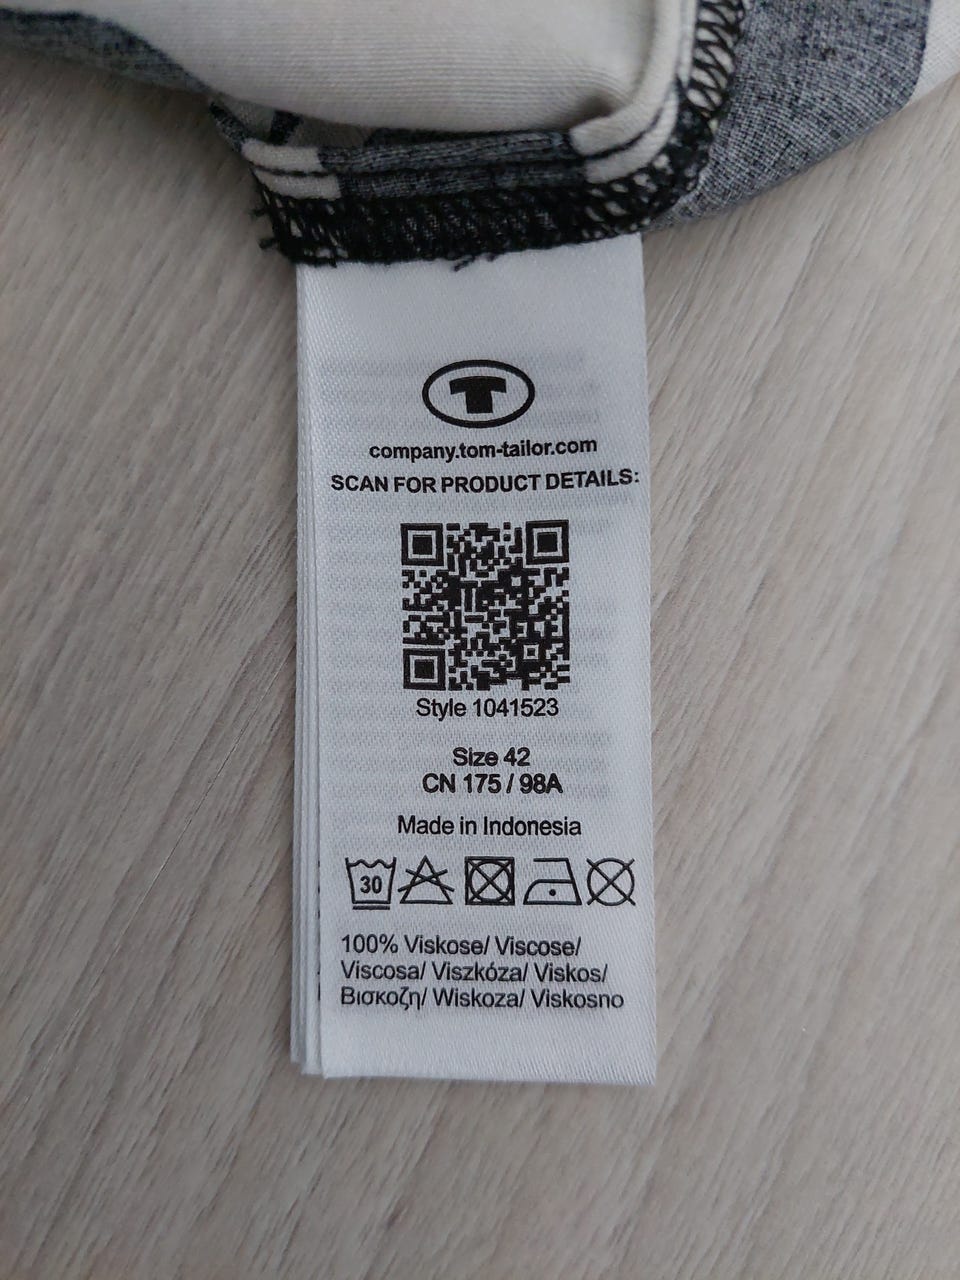 T
company.tom-tailor.com
SCAN FOR PRODUCT DETAILS:
Style 1041523
Size 42
CN 175 / 98A
Made in Indonesia
30
100% Viskose/ Viscose/
Viscosa/ Viszkóza/ Viskos/
Βισκοζη/ Wiskoza/ Viskosno